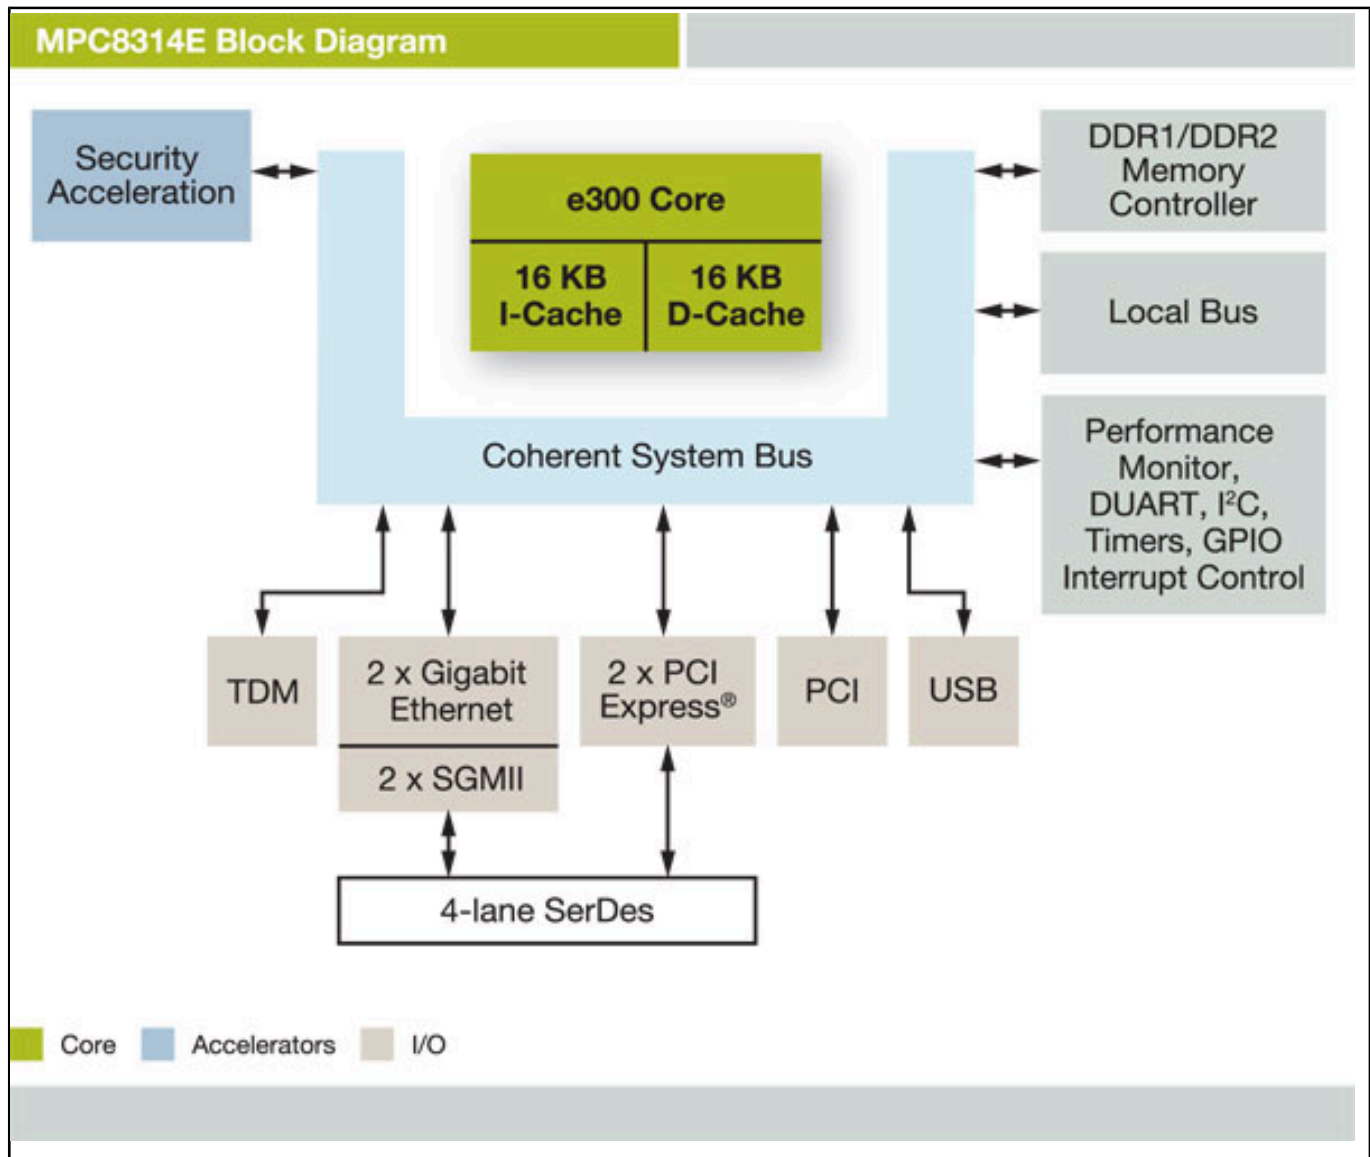 MPC8314E Block Diagram
Security
Acceleration
e300 Core
16 KB
I-Cache
16 KB
D-Cache
DDR1/DDR2
Memory
Controller
Local Bus
Coherent System Bus
Performance
Monitor,
DUART, I²C,
Timers, GPIO
Interrupt Control
TDM
2 x Gigabit
Ethernet
2 x SGMII
2 x PCI
Express®
PCI
USB
4-lane SerDes
Core
Accelerators
I/O